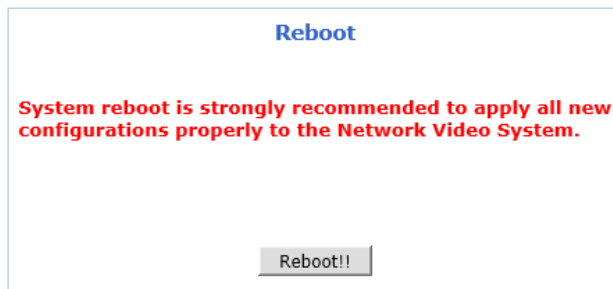 Reboot
System reboot is strongly recommended to apply all new
configurations properly to the Network Video System.
Reboot!!